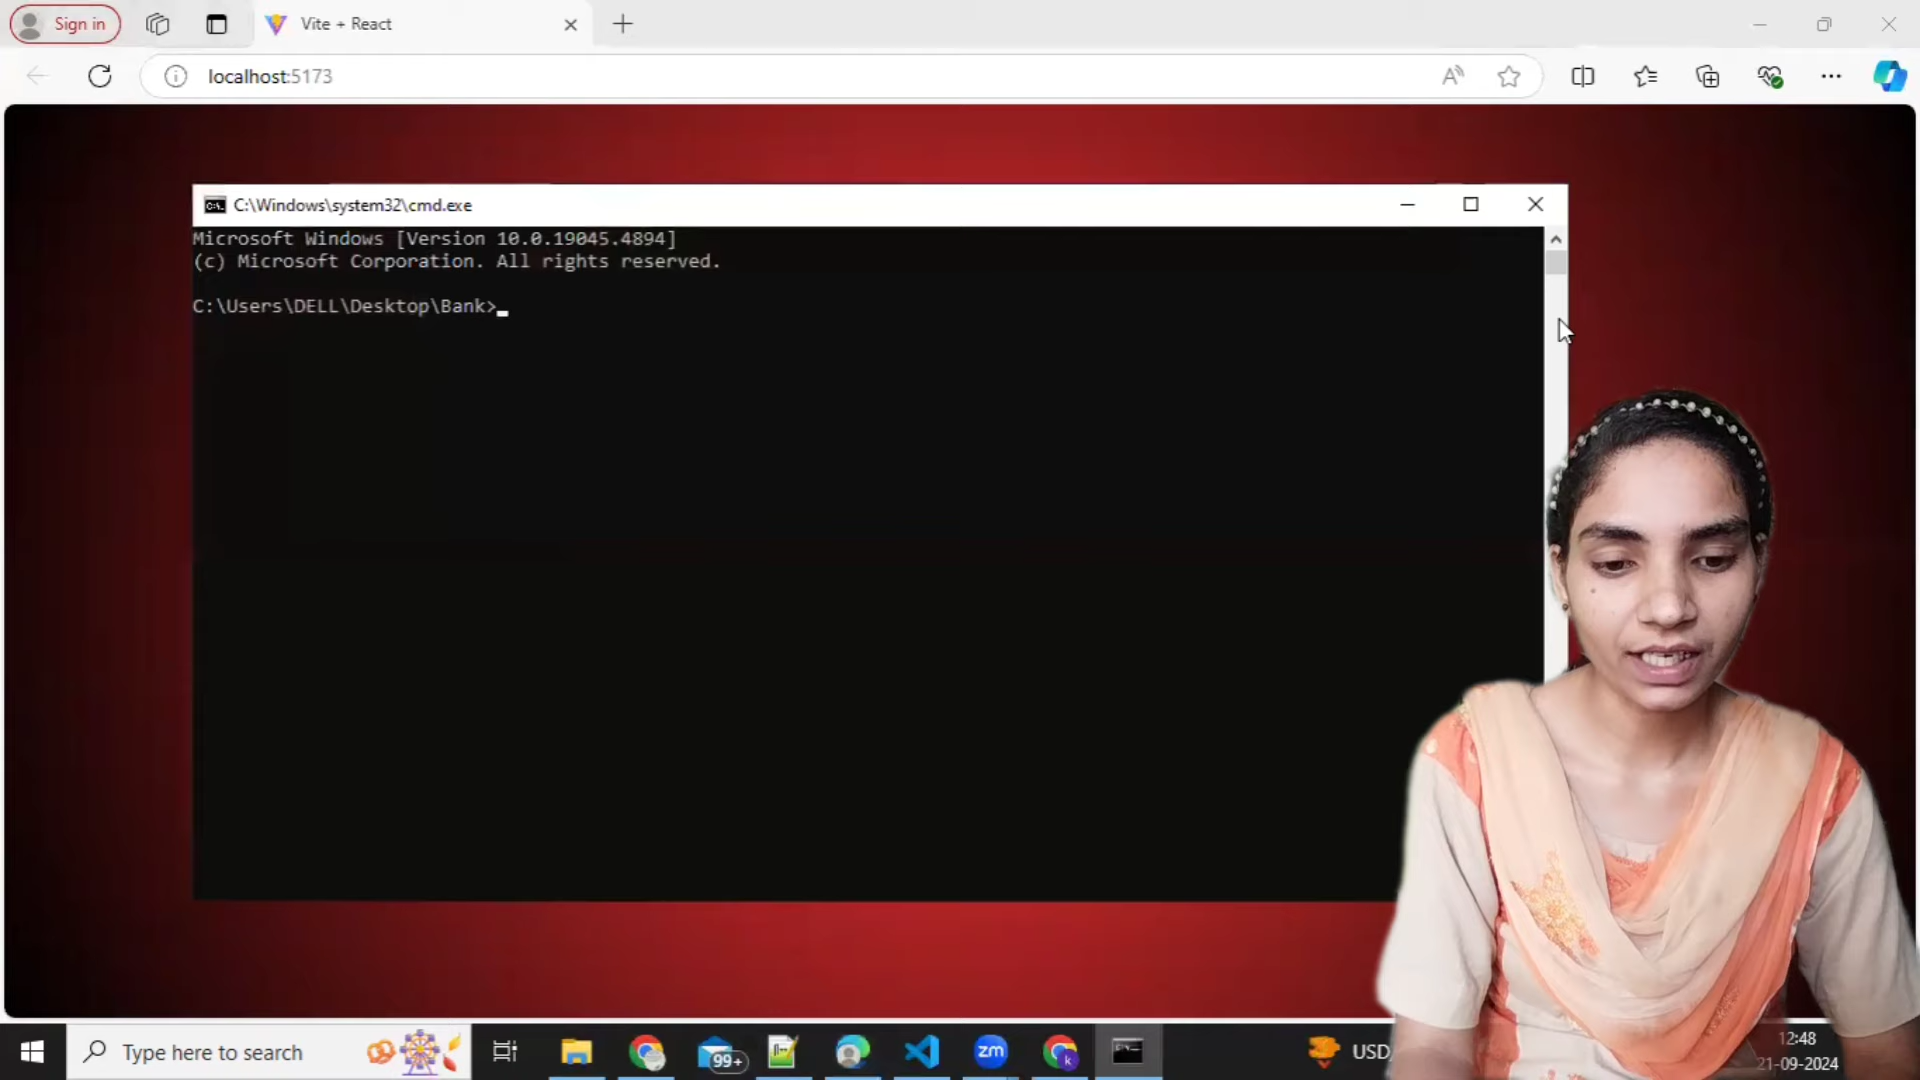 Sign in
Vite + React
localhost:5173
C:\Windows\system32\cmd.exe
Microsoft Windows [Version 10.0.19045.4894]
(c) Microsoft Corporation. All rights reserved.
C:\Users\DELL\Desktop\Bank>
Type here to search
99+
zm
k
USD
12:48
21-09-2024